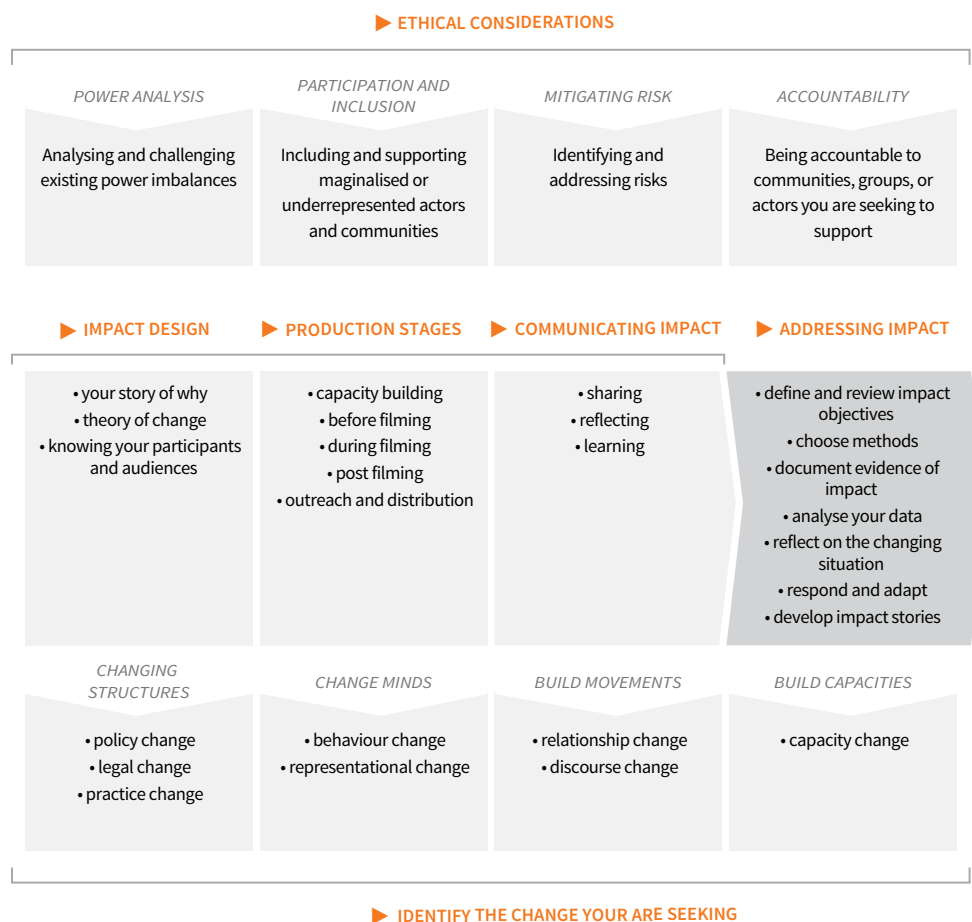 ▶ ETHICAL CONSIDERATIONS
POWER ANALYSIS
Analysing and challenging
existing power imbalances
PARTICIPATION AND
INCLUSION
Including and supporting
maginalised or
underrepresented actors
and communities
MITIGATING RISK
Identifying and
addressing risks
ACCOUNTABILITY
Being accountable to
communities, groups, or
actors you are seeking to
support
▶ IMPACT DESIGN
• your story of why
• theory of change
• knowing your participants
and audiences
▶ PRODUCTION STAGES
• capacity building
• before filming
• during filming
• post filming
• outreach and distribution
▶ COMMUNICATING IMPACT
• sharing
• reflecting
• learning
▶ ADDRESSING IMPACT
• define and review impact
objectives
• choose methods
• document evidence of
impact
• analyse your data
• reflect on the changing
situation
• respond and adapt
• develop impact stories
CHANGING
STRUCTURES
• policy change
• legal change
• practice change
CHANGE MINDS
• behaviour change
• representational change
BUILD MOVEMENTS
• relationship change
• discourse change
BUILD CAPACITIES
• capacity change
▶ IDENTIFY THE CHANGE YOUR ARE SEEKING